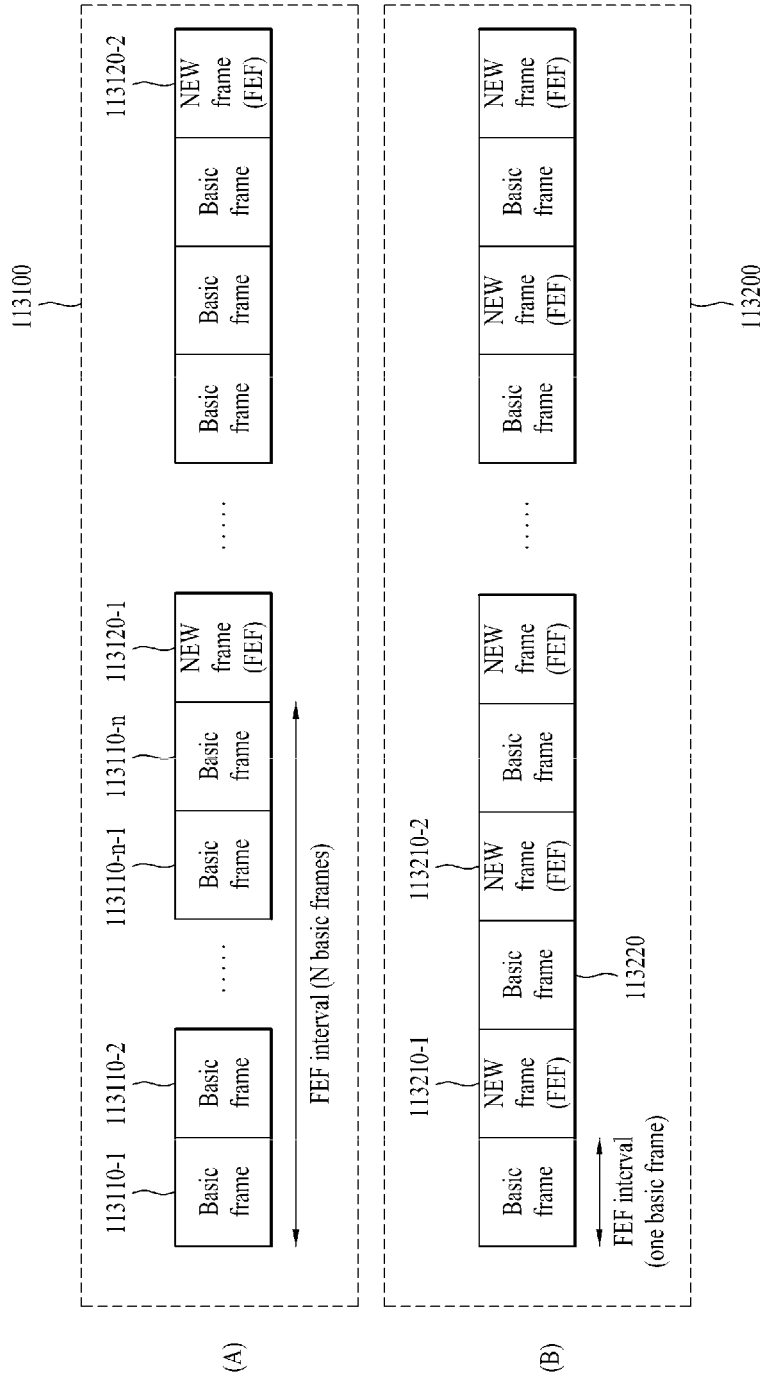 113100
113110-1 113110-2 113110-n-1 113110-n 113120-1 113120-2
(A)
Basic frame
Basic frame
.....
Basic frame
Basic frame
NEW frame (FEF)
.....
Basic frame
Basic frame
Basic frame
NEW frame (FEF)
FEF interval (N basic frames)
113210-1 113210-2
(B)
Basic frame
NEW frame (FEF)
Basic frame
NEW frame (FEF)
Basic frame
NEW frame (FEF)
.....
Basic frame
NEW frame (FEF)
Basic frame
NEW frame (FEF)
FEF interval
(one basic frame)
113220
113200